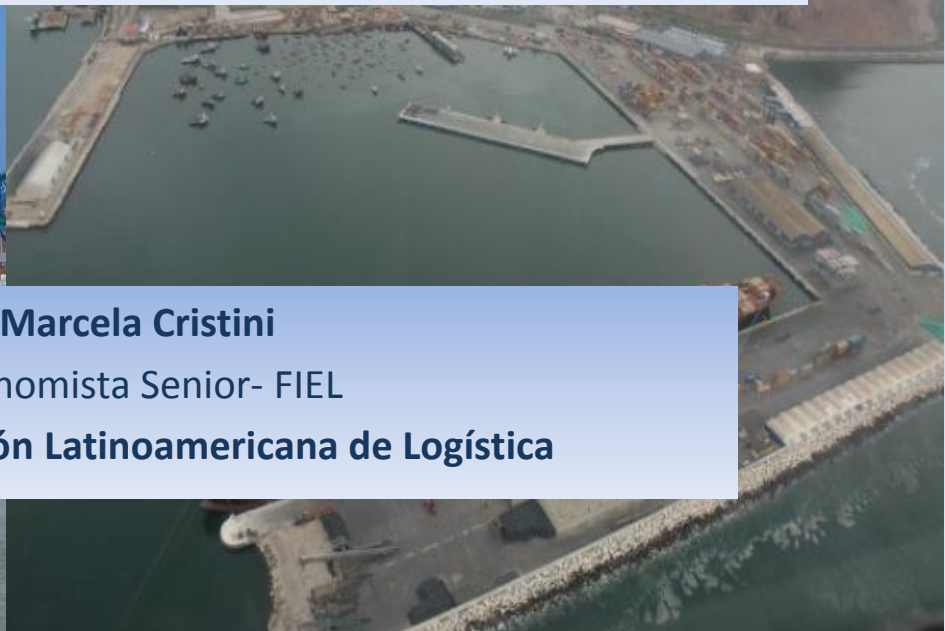 Marcela Cristini
nomista Senior- FIEL
ón Latinoamericana de Logística